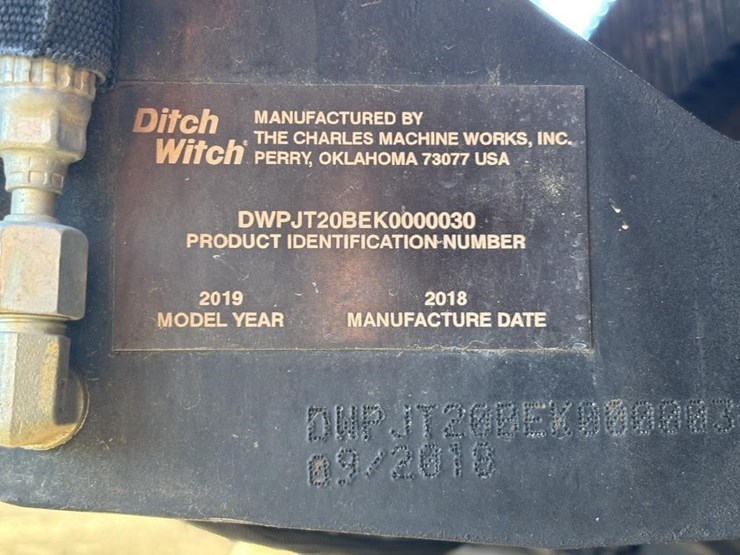 Ditch Witch®
MANUFACTURED BY
THE CHARLES MACHINE WORKS, INC.
PERRY, OKLAHOMA 73077 USA
DWPJT20BEK0000030
PRODUCT IDENTIFICATION NUMBER
2019
MODEL YEAR
2018
MANUFACTURE DATE
DWPJT20BEK000003
09/2018